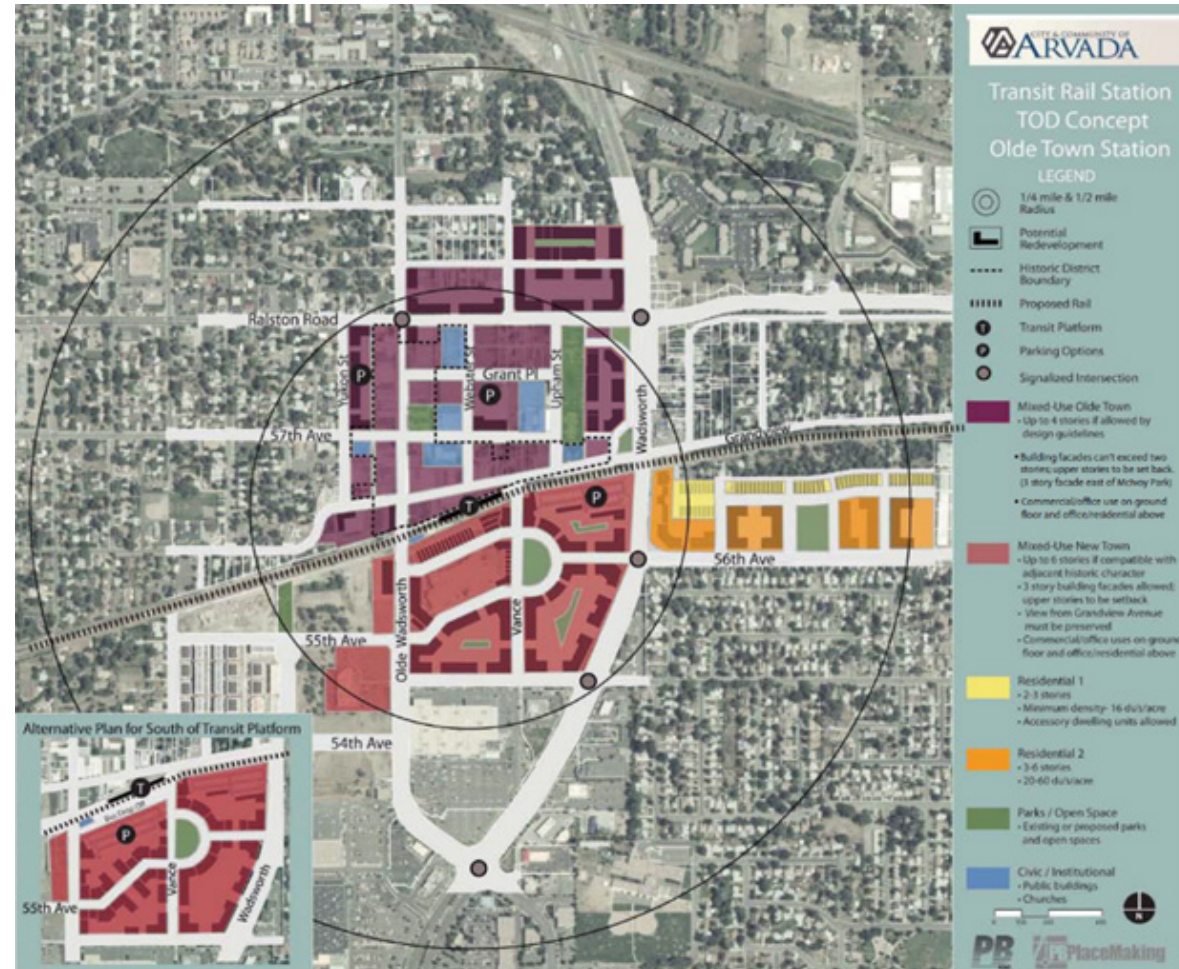 CITY & COMMUNITY OF
ARVADA
Transit Rail Station
TOD Concept
Olde Town Station
LEGEND
1/4 mile & 1/2 mile
Radius
Potential
Redevelopment
Historic District
Boundary
Proposed Rail
T Transit Platform
P Parking Options
Signalized Intersection
Mixed-Use Olde Town
• Up to 4 stories if allowed by
design guidelines
• Building facades can't exceed two
stories; upper stories to be set back.
(3 story facade east of McIvoy Park)
• Commercial/office use on ground
floor and office/residential above
Mixed-Use New Town
• Up to 6 stories if compatible with
adjacent historic character
• 3 story building facades allowed;
upper stories to be setback
• View from Grandview Avenue
must be preserved
• Commercial/office uses on ground
floor and office/residential above
Residential 1
• 2-3 stories
• Minimum density- 16 du's/acre
• Accessory dwelling units allowed
Residential 2
• 3-6 stories
• 20-60 du's/acre
Parks / Open Space
• Existing or proposed parks
and open spaces
Civic / Institutional
• Public buildings
• Churches
N
PB
PlaceMaking
Ralston Road
Yukon St
P
Webster St
Grant Pl
P
Upham St
Wadsworth
57th Ave
Grandview
T
P
56th Ave
Olde Wadsworth
Vance
55th Ave
54th Ave
Alternative Plan for South of Transit Platform
T
P
Vance
55th Ave
Wadsworth